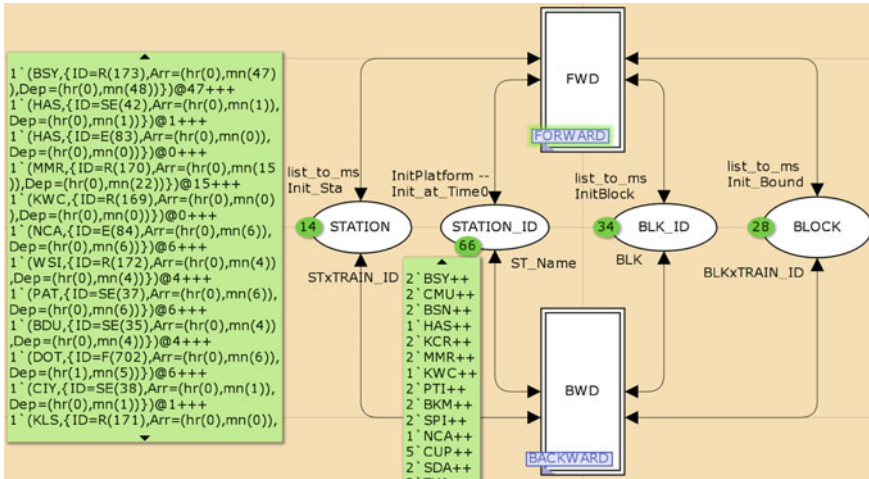 1`(BSY,{ID=R(173),Arr=(hr(0),mn(47)
),Dep=(hr(0),mn(48))})@47+++
1`(HAS,{ID=SE(42),Arr=(hr(0),mn(1)),
Dep=(hr(0),mn(1))})@1+++
1`(HAS,{ID=E(83),Arr=(hr(0),mn(0)),
Dep=(hr(0),mn(0))})@0+++
1`(MMR,{ID=R(170),Arr=(hr(0),mn(15
)),Dep=(hr(0),mn(22))})@15+++
1`(KWC,{ID=R(169),Arr=(hr(0),mn(0)
),Dep=(hr(0),mn(0))})@0+++
1`(NCA,{ID=E(84),Arr=(hr(0),mn(6)),
Dep=(hr(0),mn(6))})@6+++
1`(WSI,{ID=R(172),Arr=(hr(0),mn(4))
,Dep=(hr(0),mn(4))})@4+++
1`(PAT,{ID=SE(37),Arr=(hr(0),mn(6)),
Dep=(hr(0),mn(6))})@6+++
1`(BDU,{ID=SE(35),Arr=(hr(0),mn(4))
,Dep=(hr(0),mn(4))})@4+++
1`(DOT,{ID=F(702),Arr=(hr(0),mn(6)),
Dep=(hr(1),mn(5))})@6+++
1`(CIY,{ID=SE(38),Arr=(hr(0),mn(1)),
Dep=(hr(0),mn(1))})@1+++
1`(KLS,{ID=R(171),Arr=(hr(0),mn(0)),
FWD
FORWARD
list_to_ms
Init_Sta
14
STATION
STxTRAIN_ID
InitPlatform --
Init_at_Time0
STATION_ID
66
ST_Name
2`BSY++
2`CMU++
2`BSN++
1`HAS++
2`KCR++
2`MMR++
1`KWC++
2`PTI++
2`BKM++
2`SPI++
1`NCA++
5`CUP++
2`SDA++
list_to_ms
InitBlock
34
BLK_ID
BLK
list_to_ms
Init_Bound
28
BLOCK
BLKxTRAIN_ID
BWD
BACKWARD